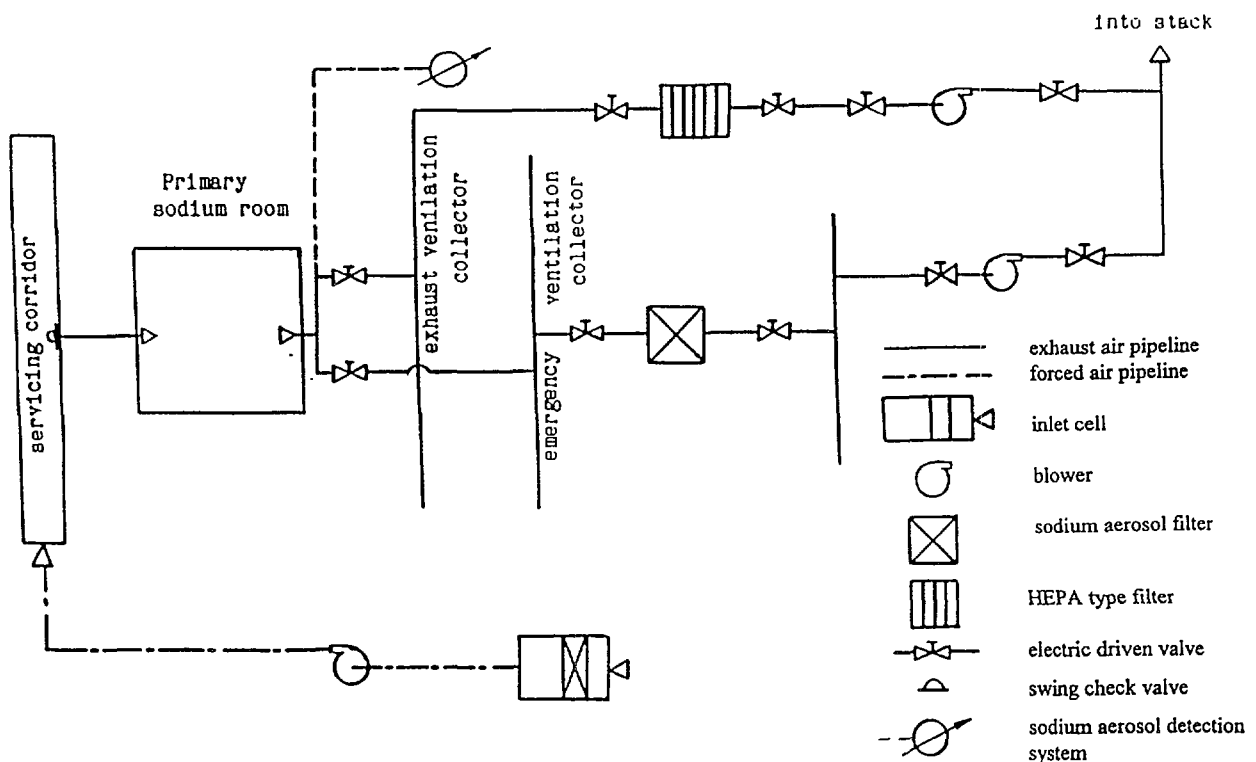 into stack
Primary
sodium room
servicing corridor
exhaust venilation
collector
emergency ventilation
collector
exhaust air pipeline
forced air pipeline
inlet cell
blower
sodium aerosol filter
HEPA type filter
electric driven valve
swing check valve
sodium aerosol detection
system